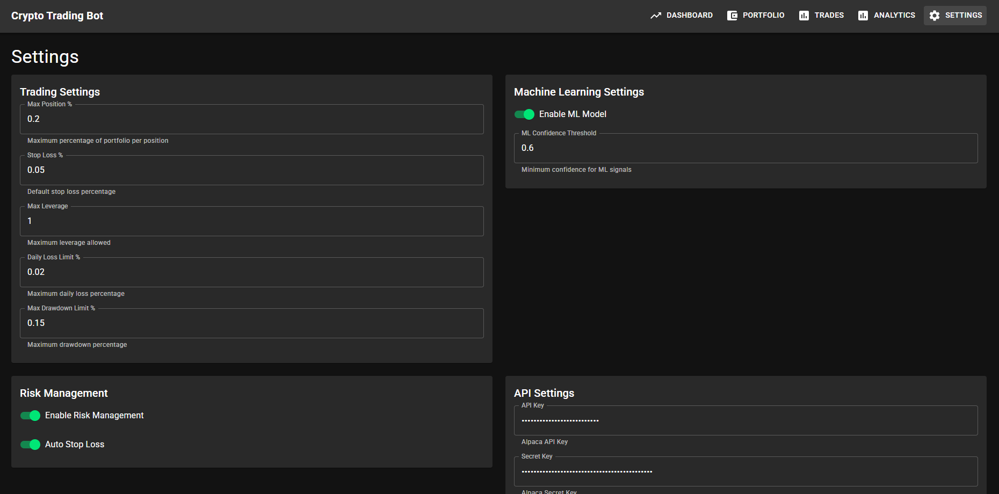 Crypto Trading Bot
DASHBOARD
PORTFOLIO
TRADES
ANALYTICS
SETTINGS
Settings
Trading Settings
Max Position %
0.2
Maximum percentage of portfolio per position
Stop Loss %
0.05
Default stop loss percentage
Max Leverage
1
Maximum leverage allowed
Daily Loss Limit %
0.02
Maximum daily loss percentage
Max Drawdown Limit %
0.15
Maximum drawdown percentage
Machine Learning Settings
Enable ML Model
ML Confidence Threshold
0.6
Minimum confidence for ML signals
Risk Management
Enable Risk Management
Auto Stop Loss
API Settings
API Key
••••••••••••••••••••••••••
Alpaca API Key
Secret Key
••••••••••••••••••••••••••••••••••••••••••••
Alpaca Secret Key